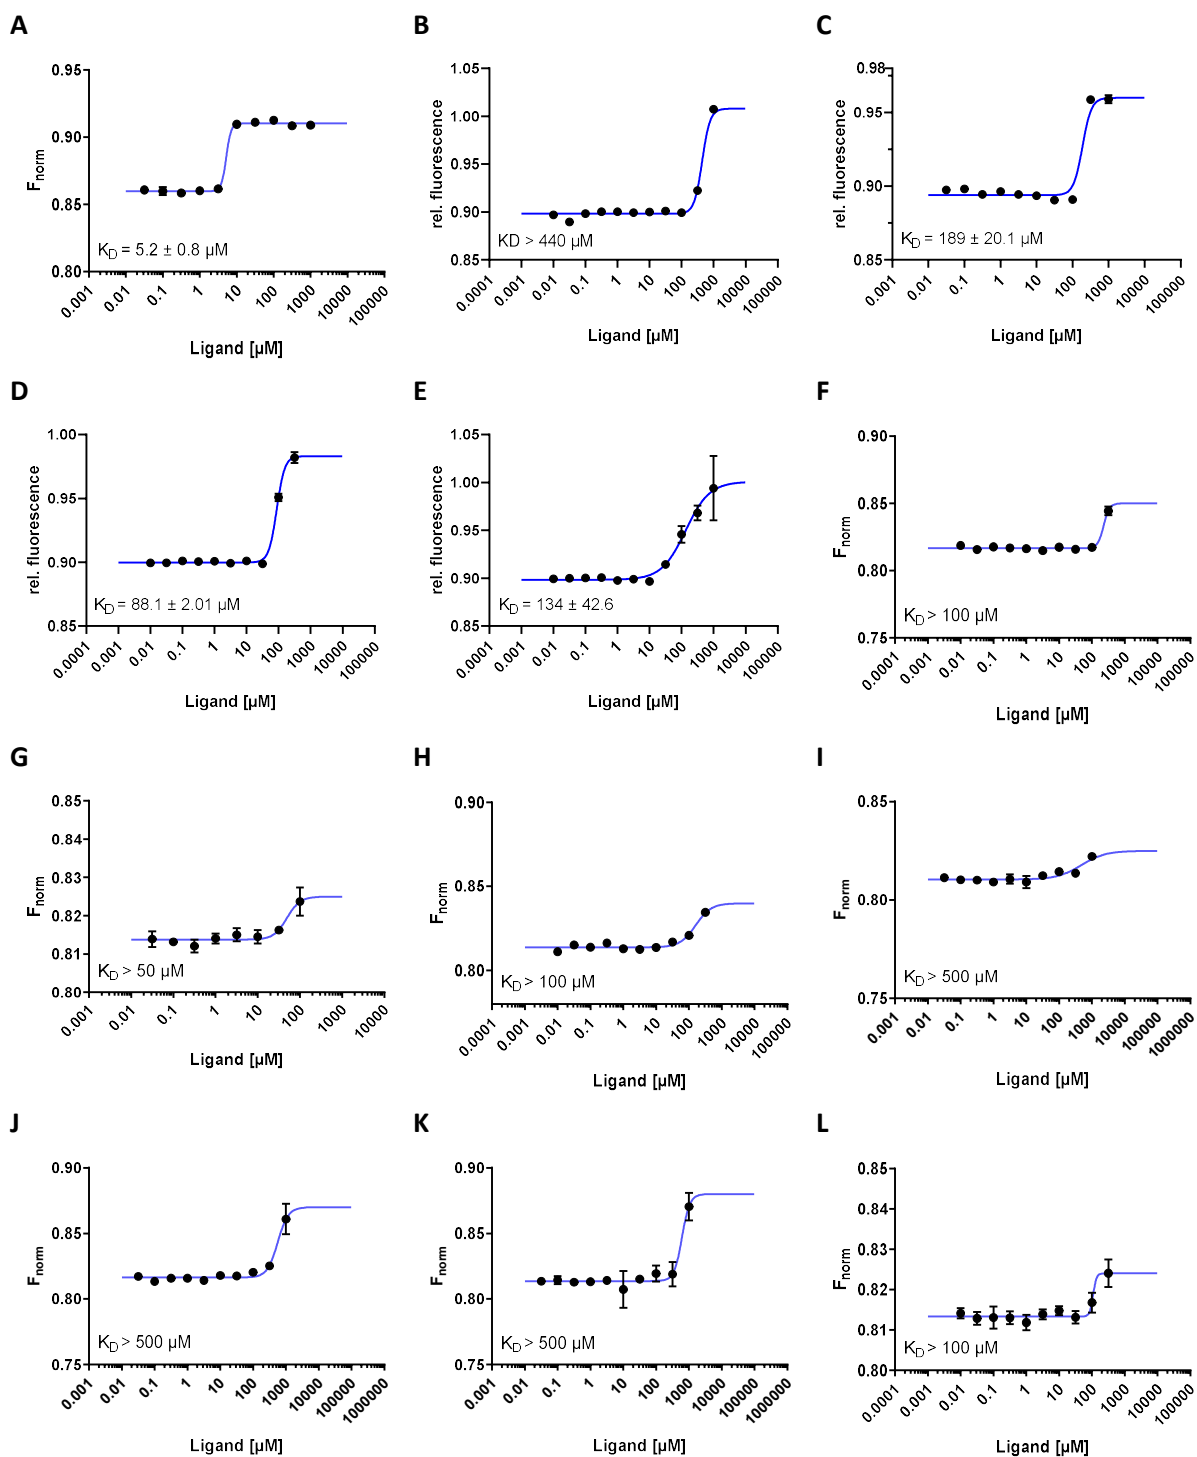 A
0.95
0.90
0.85
0.80
Fnorm
KD = 5.2 ± 0.8 µM
0.001 0.01 0.1 1 10 100 1000 10000 100000
Ligand [µM]
B
1.05
1.00
0.95
0.90
0.85
rel. fluorescence
KD > 440 µM
0.0001 0.001 0.01 0.1 1 10 100 1000 10000 100000
Ligand [µM]
C
0.98
0.95
0.90
0.85
rel. fluorescence
KD = 189 ± 20.1 µM
0.001 0.01 0.1 1 10 100 1000 10000 100000
Ligand [µM]
D
1.00
0.95
0.90
0.85
rel. fluorescence
KD = 88.1 ± 2.01 µM
0.0001 0.001 0.01 0.1 1 10 100 1000 10000 100000
Ligand [µM]
E
1.05
1.00
0.95
0.90
0.85
rel. fluorescence
KD = 134 ± 42.6
0.0001 0.001 0.01 0.1 1 10 100 1000 10000 100000
Ligand [µM]
F
0.90
0.85
0.80
0.75
Fnorm
KD > 100 µM
0.0001 0.001 0.01 0.1 1 10 100 1000 10000 100000
Ligand [µM]
G
0.85
0.84
0.83
0.82
0.81
0.80
Fnorm
KD > 50 µM
0.001 0.01 0.1 1 10 100 1000 10000
Ligand [µM]
H
0.90
0.85
0.80
Fnorm
KD > 100 µM
0.0001 0.001 0.01 0.1 1 10 100 1000 10000 100000
Ligand [µM]
I
0.85
0.80
0.75
Fnorm
KD > 500 µM
0.001 0.01 0.1 1 10 100 1000 10000 100000 1000000
Ligand [µM]
J
0.90
0.85
0.80
0.75
Fnorm
KD > 500 µM
0.001 0.01 0.1 1 10 100 1000 10000 100000 1000000
Ligand [µM]
K
0.90
0.85
0.80
0.75
Fnorm
KD > 500 µM
0.001 0.01 0.1 1 10 100 1000 10000 100000 1000000
Ligand [µM]
L
0.85
0.84
0.83
0.82
0.81
0.80
Fnorm
KD > 100 µM
0.0001 0.001 0.01 0.1 1 10 100 1000 10000 100000
Ligand [µM]